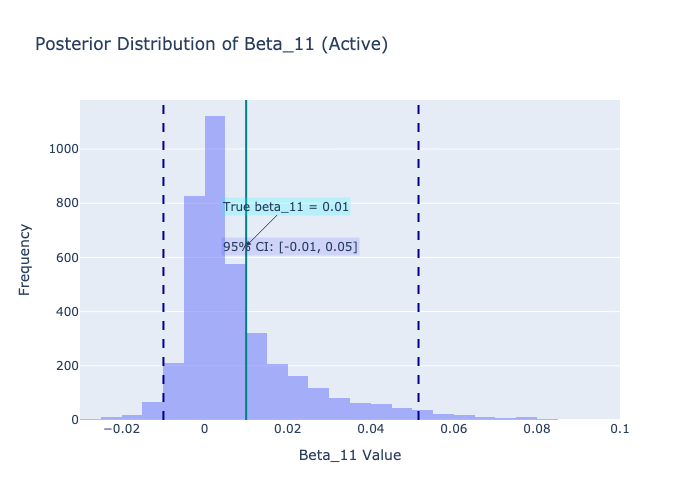 Posterior Distribution of Beta_11 (Active)
1000
800
600
400
200
0
Frequency
True beta_11 = 0.01
95% CI: [-0.01, 0.05]
−0.02
0
0.02
0.04
0.06
0.08
0.1
Beta_11 Value